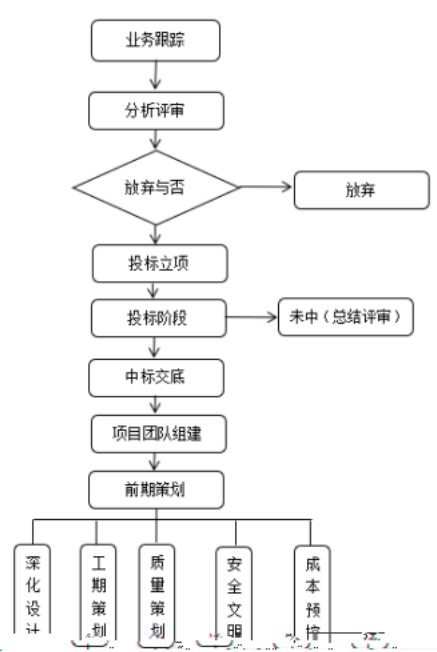 业务跟踪
分析评审
放弃与否
放弃
投标立项
投标阶段
未中（总结评审）
中标交底
项目团队组建
前期策划
深化设计
工期策划
质量策划
安全文明
成本预控